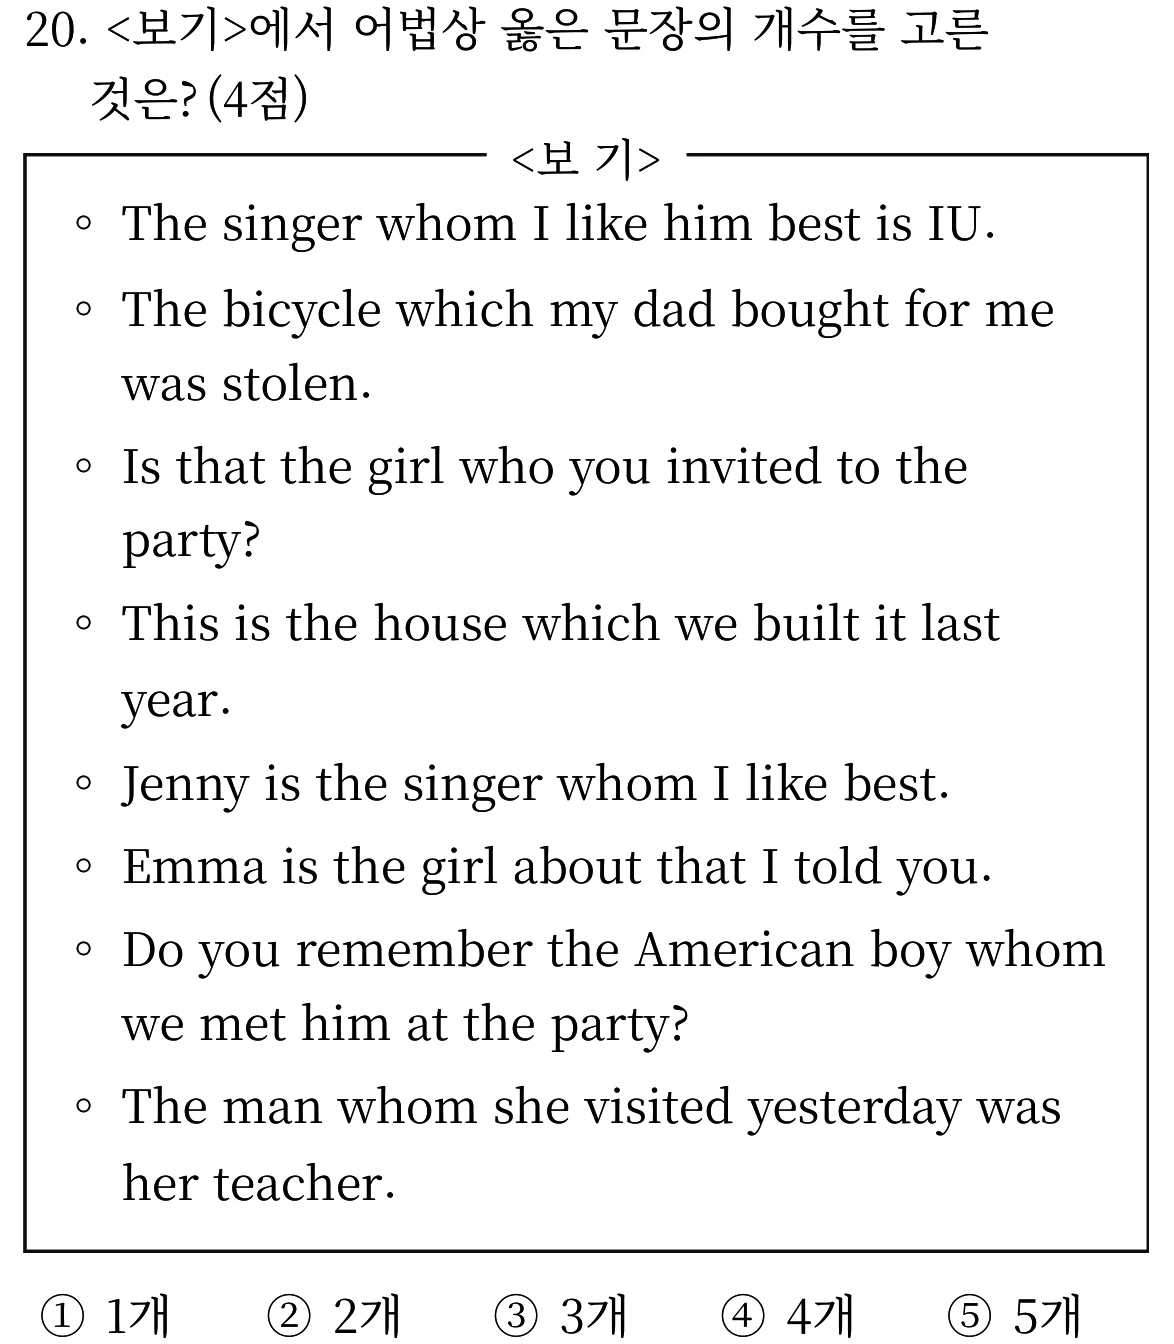 20. <보기>에서 어법상 옳은 문장의 개수를 고른
것은?(4점)
<보 기>
◦ The singer whom I like him best is IU.
◦ The bicycle which my dad bought for me
was stolen.
◦ Is that the girl who you invited to the
party?
◦ This is the house which we built it last
year.
◦ Jenny is the singer whom I like best.
◦ Emma is the girl about that I told you.
◦ Do you remember the American boy whom
we met him at the party?
◦ The man whom she visited yesterday was
her teacher.
① 1개 ② 2개 ③ 3개 ④ 4개 ⑤ 5개